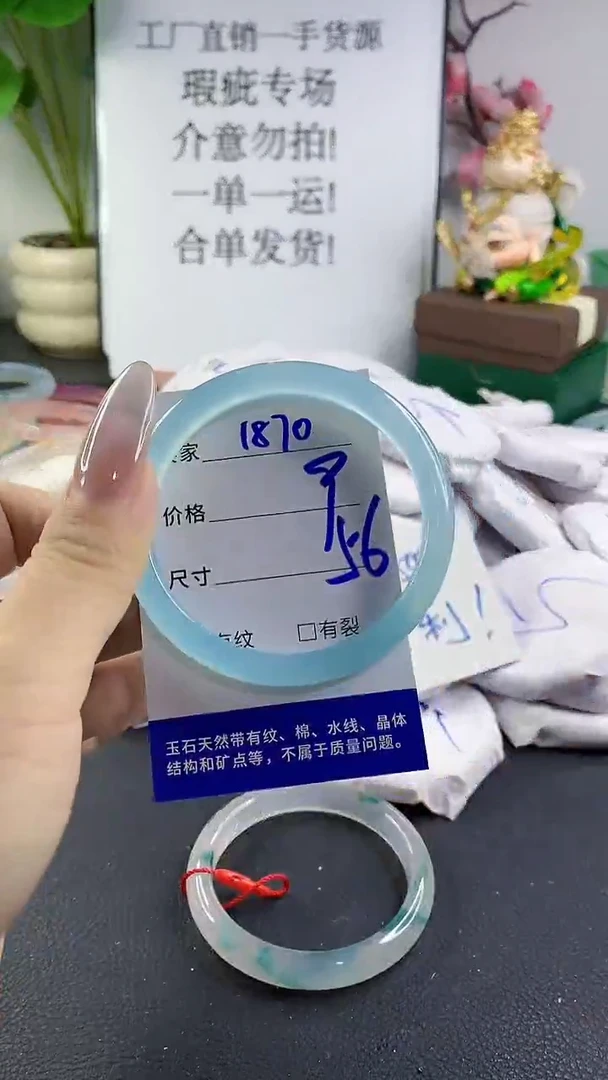 工厂直销一手货源
瑕疵专场
介意勿拍!
一单一运!
合单发货!
家 1870
价格
尺寸 56
纹 □有裂
利!
玉石天然带有纹、棉、水线、晶体
结构和矿点等，不属于质量问题。